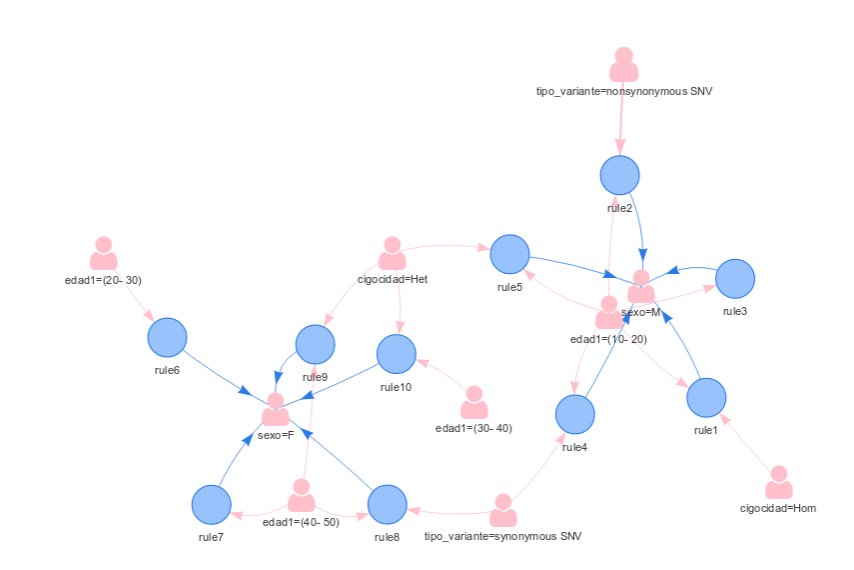 tipo_variante=nonsynonymous SNV
rule2
edad1=(20- 30)
cigocidad=Het
rule5
rule3
sexo=M
edad1=(10- 20)
rule6
rule9
rule10
edad1=(30- 40)
sexo=F
rule4
rule1
rule7
edad1=(40- 50)
rule8
tipo_variante=synonymous SNV
cigocidad=Hom